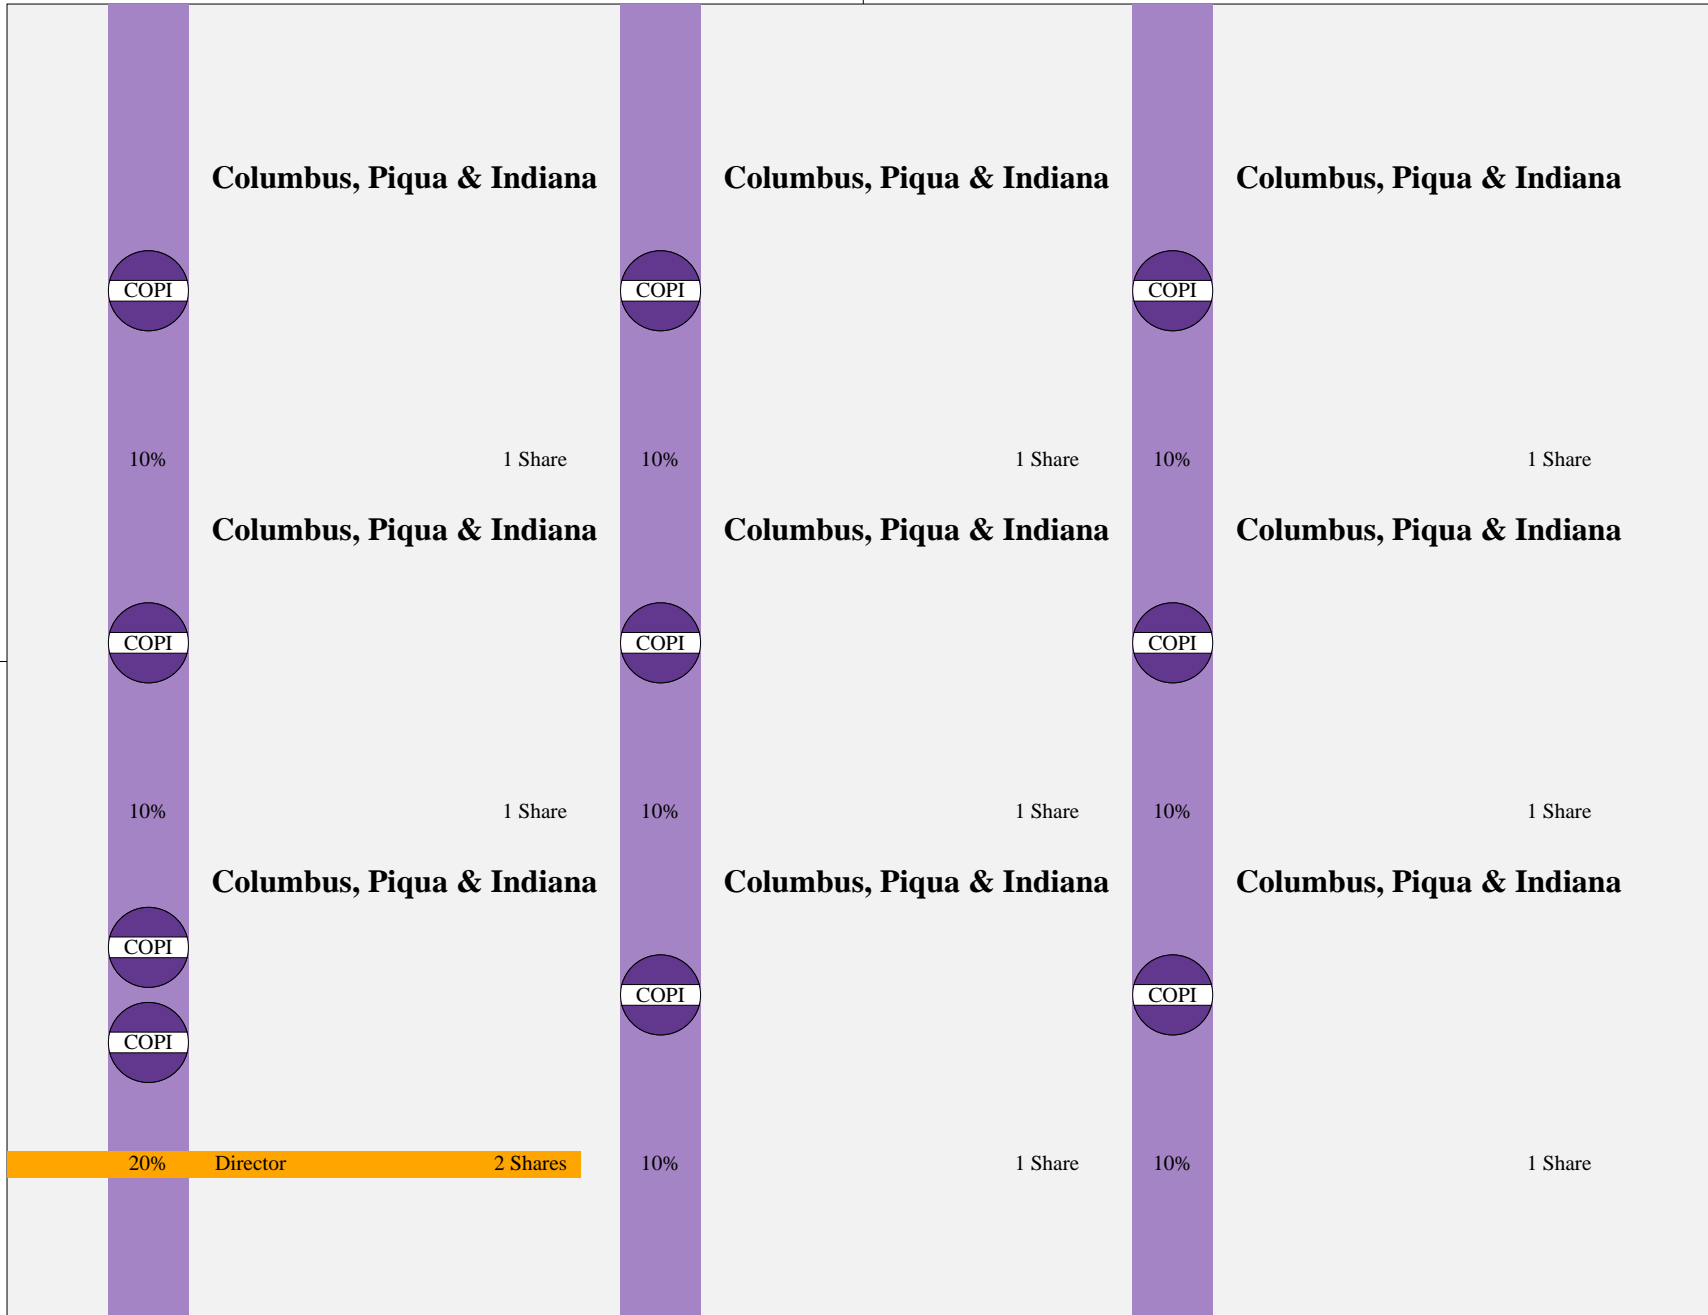 Columbus, Piqua & Indiana Columbus, Piqua & Indiana Columbus, Piqua & Indiana
COPI COPI COPI
10% 1 Share 10% 1 Share 10% 1 Share
Columbus, Piqua & Indiana Columbus, Piqua & Indiana Columbus, Piqua & Indiana
COPI COPI COPI
10% 1 Share 10% 1 Share 10% 1 Share
Columbus, Piqua & Indiana Columbus, Piqua & Indiana Columbus, Piqua & Indiana
COPI
COPI COPI
COPI
20% Director 2 Shares 10% 1 Share 10% 1 Share